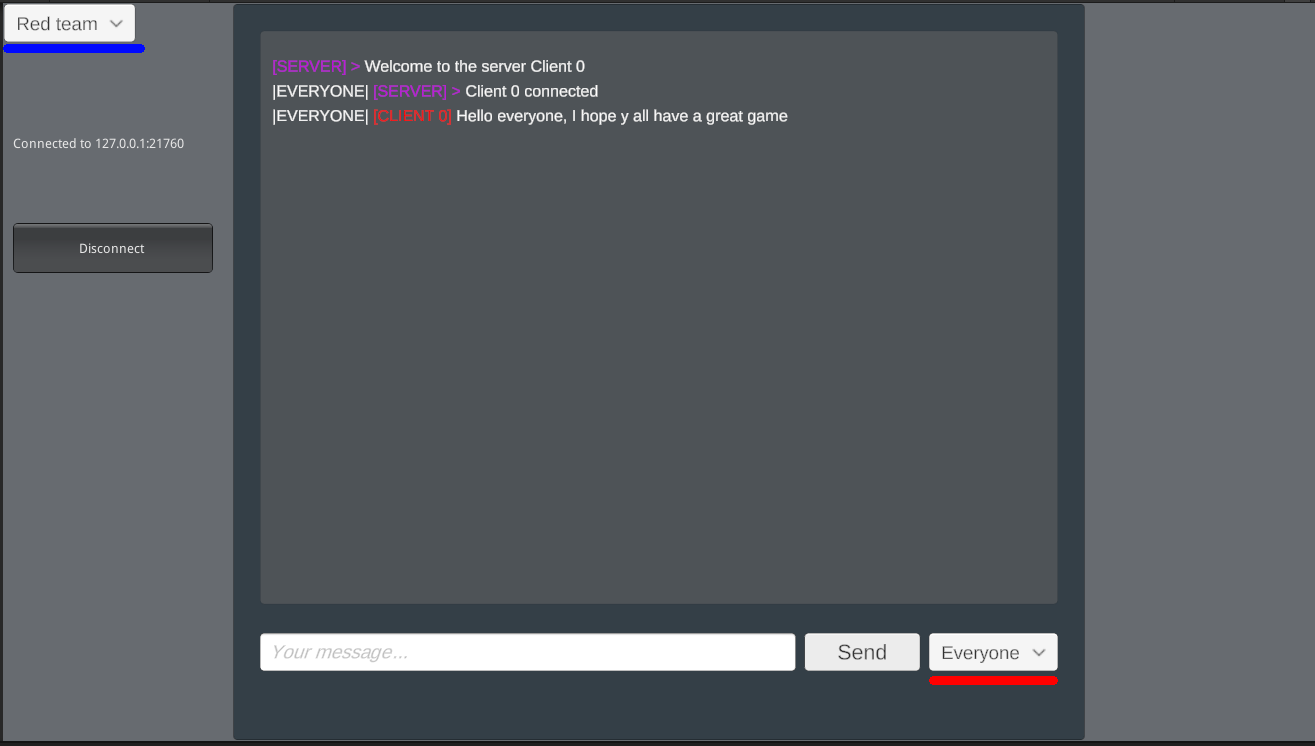 Red team
[SERVER] > Welcome to the server Client 0
|EVERYONE| [SERVER] > Client 0 connected
|EVERYONE| [CLIENT 0] Hello everyone, I hope y all have a great game
Connected to 127.0.0.1:21760
Disconnect
Your message...
Send
Everyone